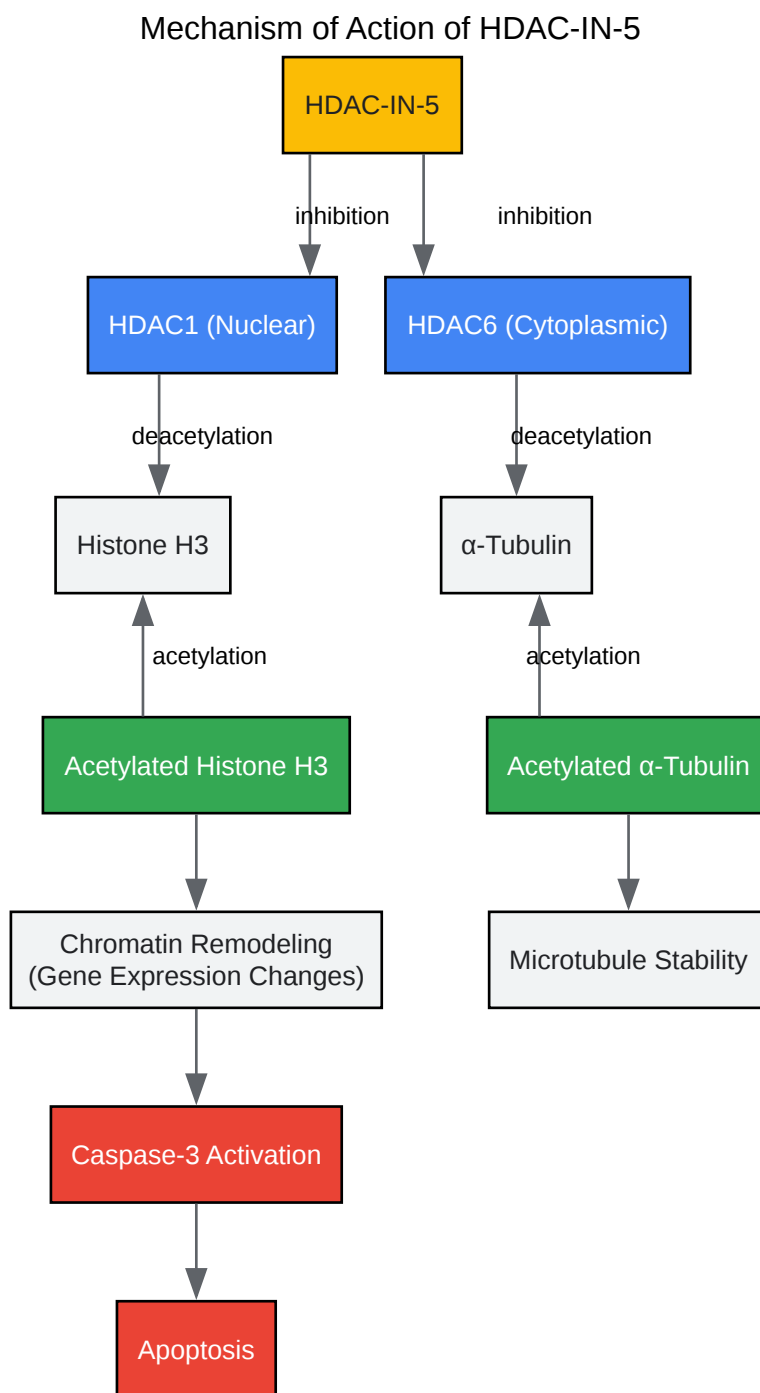 Mechanism of Action of HDAC-IN-5
HDAC-IN-5
inhibition
inhibition
HDAC1 (Nuclear)
HDAC6 (Cytoplasmic)
deacetylation
deacetylation
Histone H3
α-Tubulin
acetylation
acetylation
Acetylated Histone H3
Acetylated α-Tubulin
Chromatin Remodeling
(Gene Expression Changes)
Microtubule Stability
Caspase-3 Activation
Apoptosis